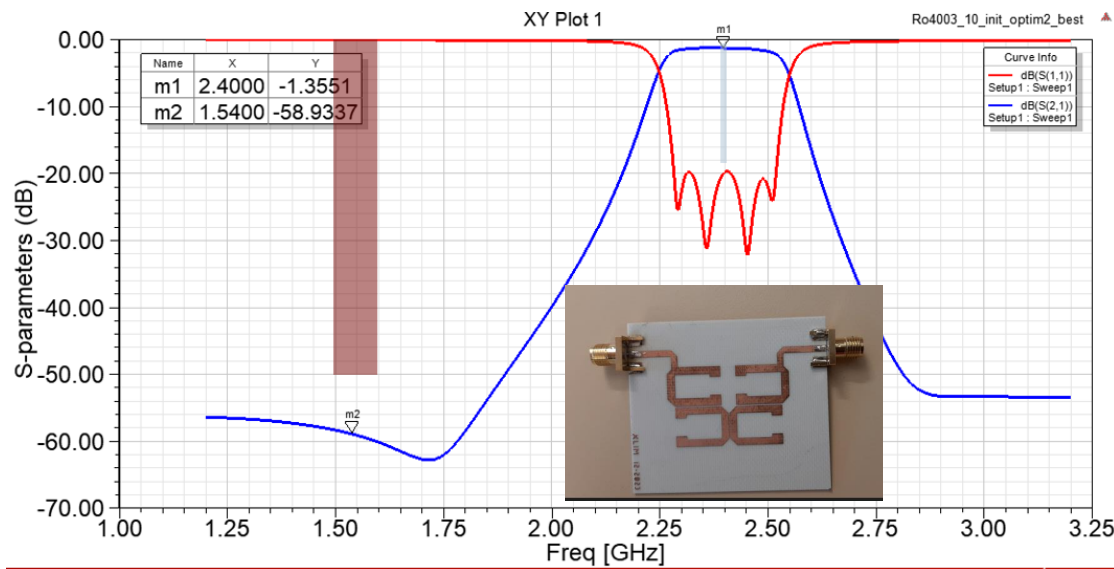 XY Plot 1
Ro4003_10_init_optim2_best
m1
Name X Y
m1 2.4000 -1.3551
m2 1.5400 -58.9337
Curve Info
dB(S(1,1))
Setup1 : Sweep1
dB(S(2,1))
Setup1 : Sweep1
S-parameters (dB)
0.00
-10.00
-20.00
-30.00
-40.00
-50.00
-60.00
-70.00
m2
XLIM 12-2023
1.00 1.25 1.50 1.75 2.00 2.25 2.50 2.75 3.00 3.25
Freq [GHz]